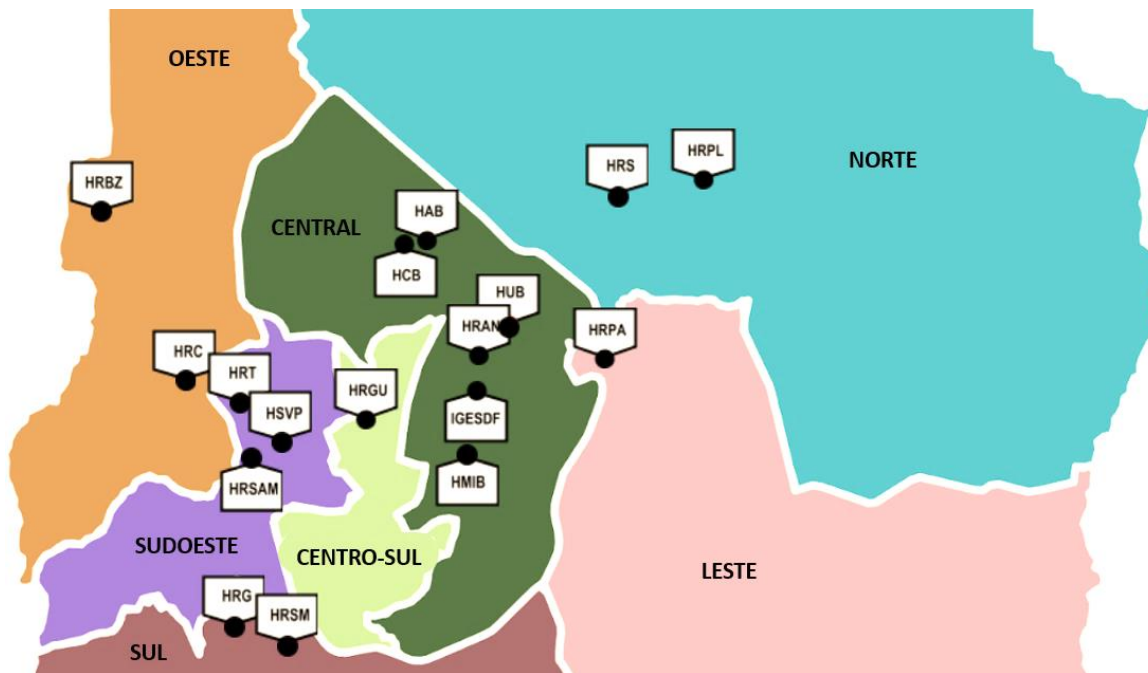 OESTE
HRBZ
HRS
HRPL
NORTE
HAB
CENTRAL
HCB
HUB
HRAN
HRPA
HRC
HRT
HRGU
HSVP
IGESDF
HRSAM
HMIB
SUDOESTE
CENTRO-SUL
LESTE
HRG
HRSM
SUL